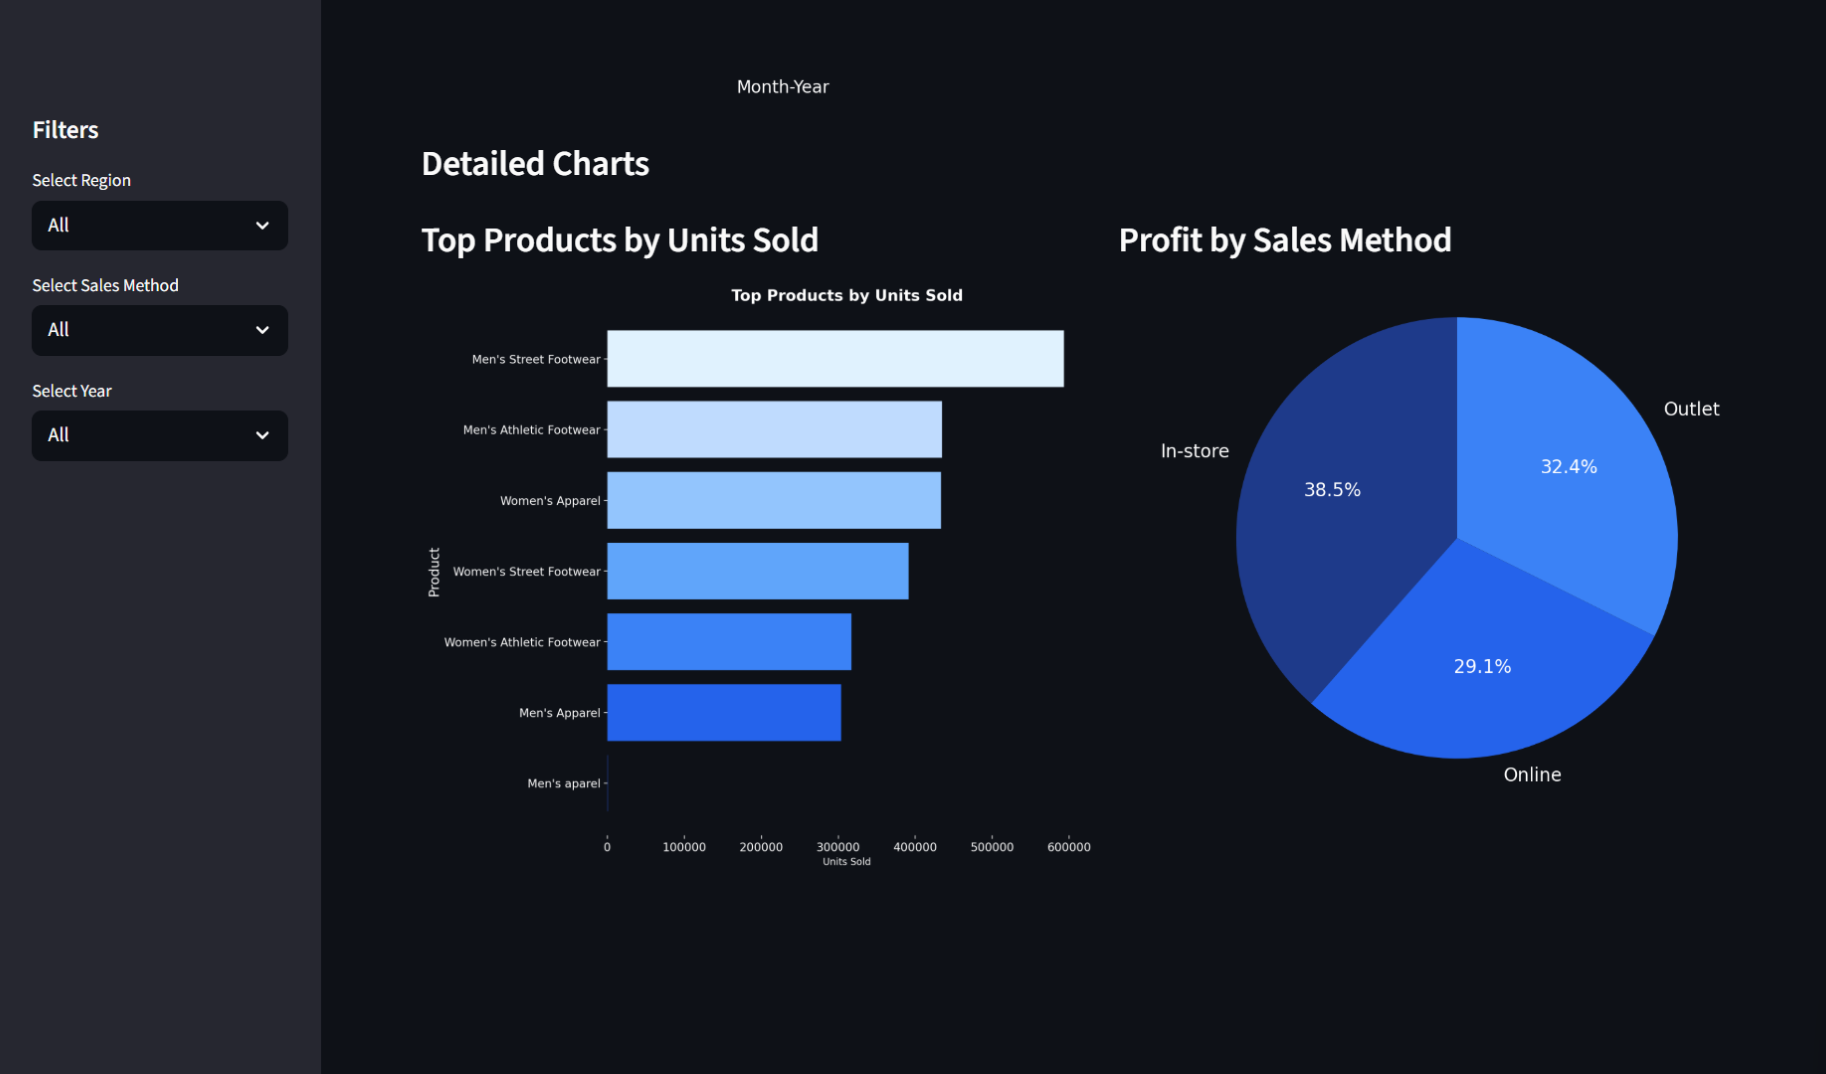 Filters
Select Region
All
Select Sales Method
All
Select Year
All
Month-Year
Detailed Charts
Top Products by Units Sold
Top Products by Units Sold
Product
Men's Street Footwear
Men's Athletic Footwear
Women's Apparel
Women's Street Footwear
Women's Athletic Footwear
Men's Apparel
Men's aparel
0 100000 200000 300000 400000 500000 600000
Units Sold
Profit by Sales Method
Outlet
In-store
32.4%
38.5%
29.1%
Online